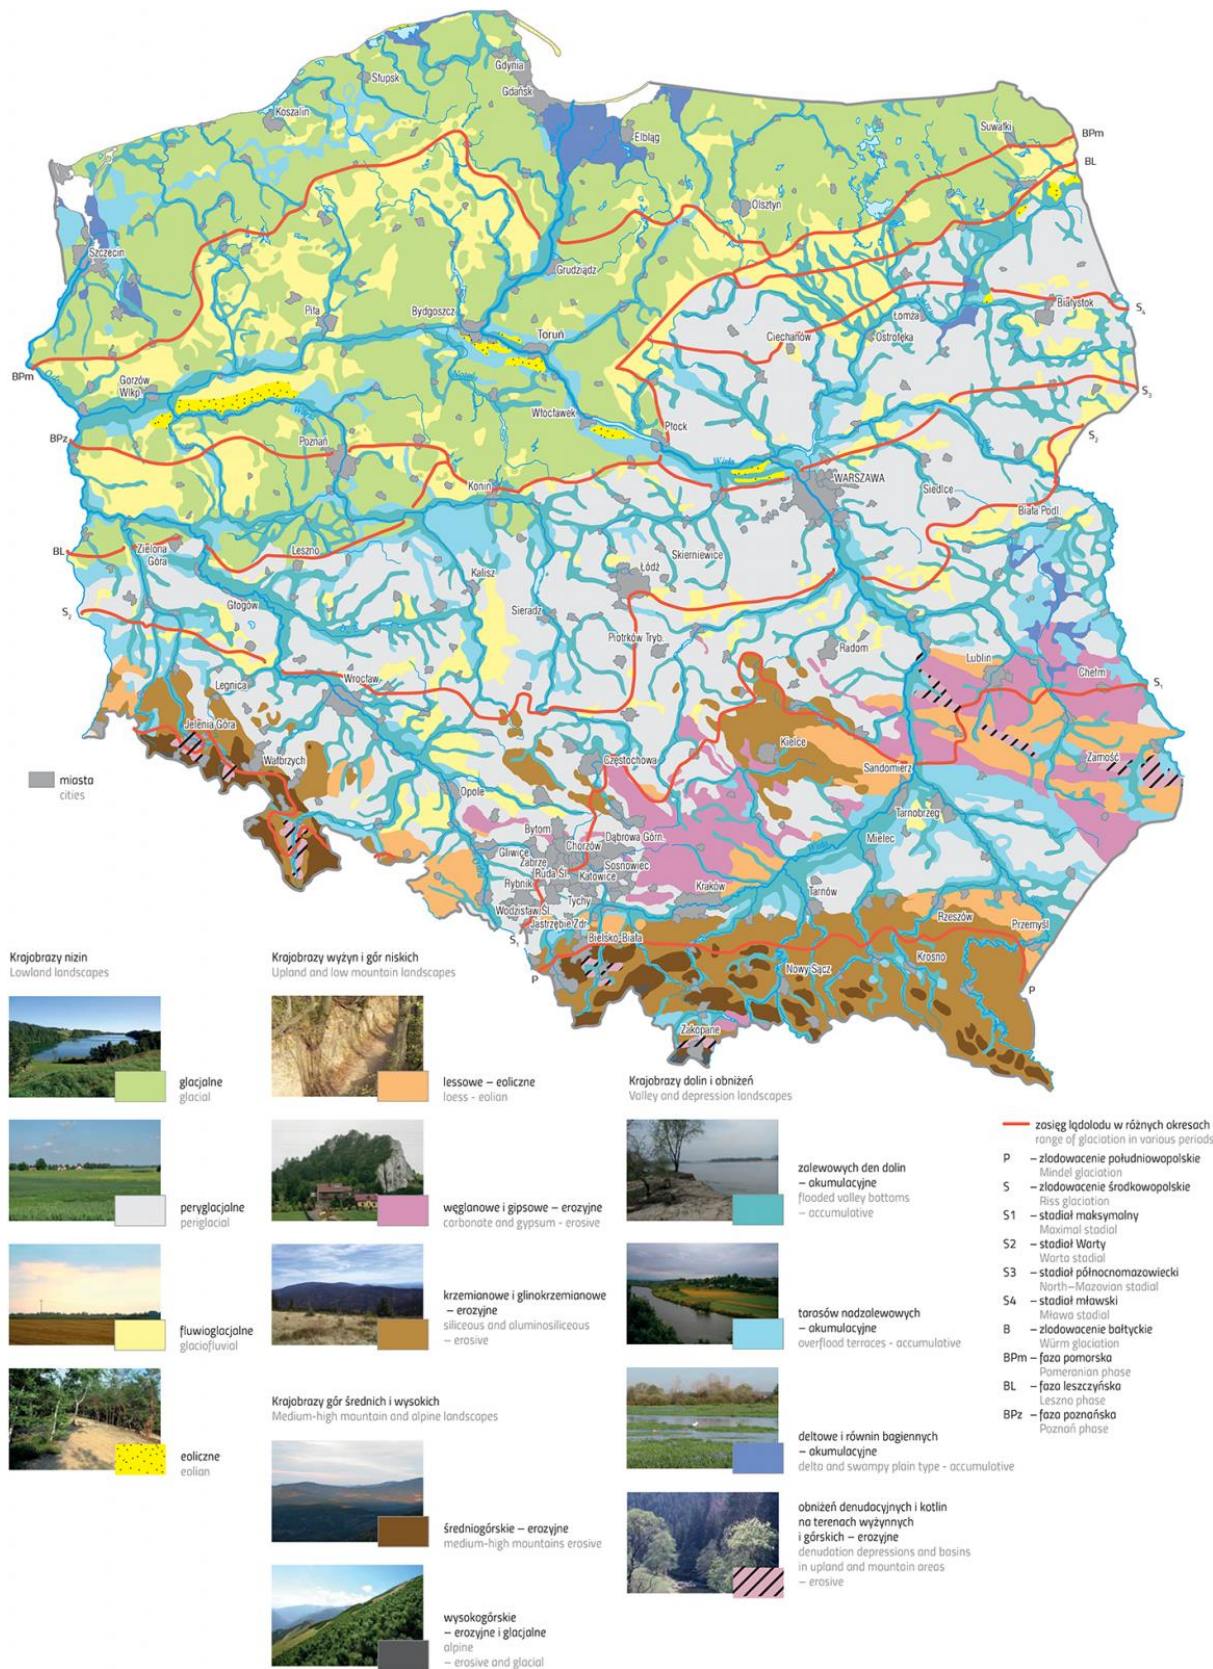 Gdynia
Słupsk
Gdańsk
Koszalin
Elbląg
Suwałki
BPm
BL
Olsztyn
Szczecin
Grudziądz
Piła
Bydgoszcz
Toruń
Łomża
Białystok
S4
Ciechanów
Ostrołęka
BPm
Odra
Gorzów
Wlkp.
Noteć
Warta
Włocławek
Płock
S3
BPz
Poznań
S2
Wisła
Bug
Konin
WARSZAWA
Siedlce
Biała Podl.
BL
Zielona
Góra
Leszno
Skierniewice
Kalisz
Łódź
S2
Głogów
Sieradz
Piotrków Tryb.
Radom
Lublin
Chełm
Legnica
Wrocław
S1
Jelenia Góra
Kielce
Wałbrzych
Częstochowa
Zamość
Sandomierz
miasta
cities
Opole
Tarnobrzeg
Bytom
Dąbrowa Górn.
Mielec
Chorzów
Gliwice
Zabrze
Sosnowiec
Ruda Śl.
Katowice
Wisła
Odra
Rybnik
Kraków
Tychy
Tarnów
Wodzisław Śl.
Rzeszów
Jastrzębie Zdr.
Przemyśl
S1
Bielsko-Biała
Krosno
P
Nowy Sącz
P
Zakopane
Krajobrazy nizin
Lowland landscapes
glacjalne
glacial
peryglacjalne
periglacial
fluwioglacjalne
glaciofluvial
eoliczne
eolian
Krajobrazy wyżyn i gór niskich
Upland and low mountain landscapes
lessowe – eoliczne
loess - eolian
węglanowe i gipsowe – erozyjne
carbonate and gypsum - erosive
krzemianowe i glinokrzemianowe
– erozyjne
siliceous and aluminosiliceous
– erosive
Krajobrazy gór średnich i wysokich
Medium-high mountain and alpine landscapes
średniogórskie – erozyjne
medium-high mountains erosive
wysokogórskie
– erozyjne i glacjalne
alpine
– erosive and glacial
Krajobrazy dolin i obniżeń
Valley and depression landscapes
zalewowych den dolin
– akumulacyjne
flooded valley bottoms
– accumulative
tarasów nadzalewowych
– akumulacyjne
overflood terraces - accumulative
deltowe i równin bagiennych
– akumulacyjne
delta and swampy plain type - accumulative
obniżeń denudacyjnych i kotlin
na terenach wyżynnych
i górskich – erozyjne
denudation depressions and basins
in upland and mountain areas
– erosive
zasięg lądolodu w różnych okresach
range of glaciation in various periods
P – zlodowacenie południowopolskie
Mindel glaciation
S – zlodowacenie środkowopolskie
Riss glaciation
S1 – stadiał maksymalny
Maximal stadial
S2 – stadiał Warty
Warta stadial
S3 – stadiał północnomazowiecki
North–Mazovian stadial
S4 – stadiał mławski
Mława stadial
B – zlodowacenie bałtyckie
Würm glaciation
BPm – faza pomorska
Pomeranian phase
BL – faza leszczyńska
Leszno phase
BPz – faza poznańska
Poznań phase